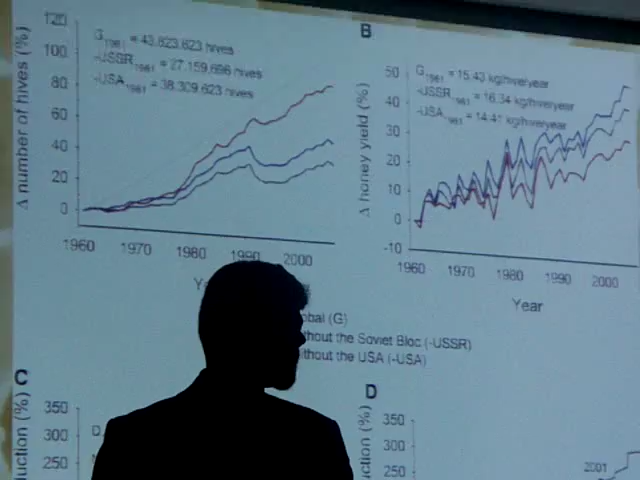 120
100
80
60
40
20
0
Δ number of hives (%)
G1961 = 43.823.623 hives
-USSR1961 = 27.159.696 hives
-USA1961 = 38.309.623 hives
1960 1970 1980 1990 2000
B
50
40
30
20
10
0
-10
Δ honey yield (%)
G1961 = 15.43 kg/hive/year
-USSR1961 = 16.34 kg/hive/year
-USA1961 = 14.41 kg/hive/year
1960 1970 1980 1990 2000
Year
(G)
the Soviet Bloc (-USSR)
the USA (-USA)
C
350
300
250
(%)
D
350
300
250
(%)
2001